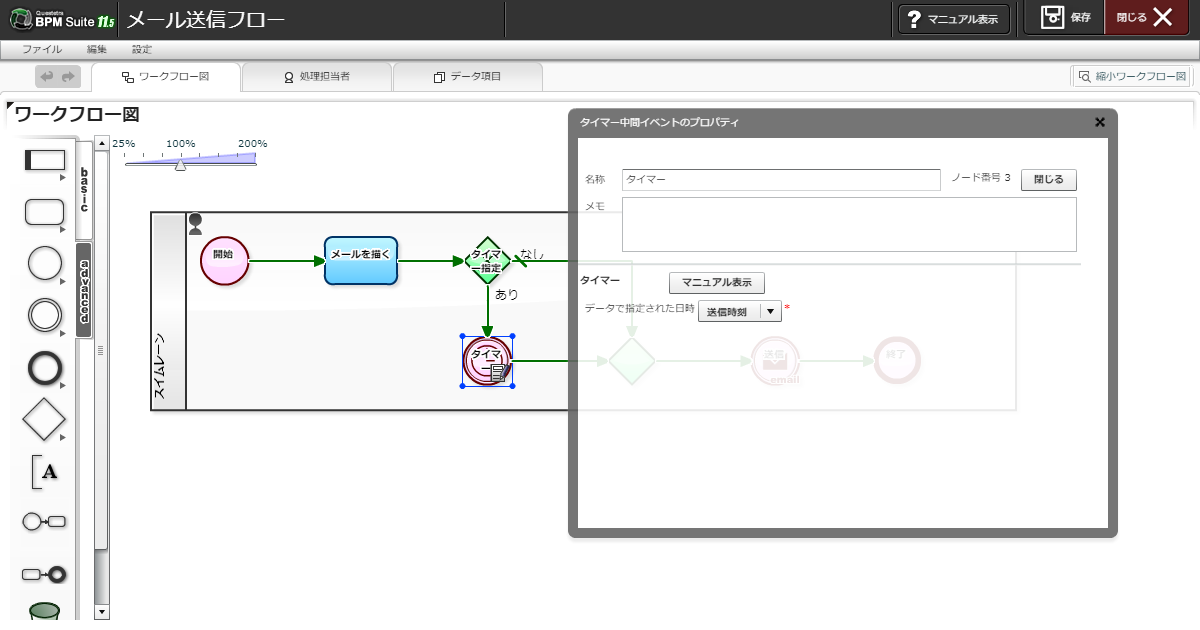 Questetra
BPM Suite 11.5
メール送信フロー
マニュアル表示
保存
閉じる
ファイル
編集
設定
ワークフロー図
処理担当者
データ項目
縮小ワークフロー図
ワークフロー図
25%
100%
200%
basic
advanced
A
スイムレーン
開始
メールを描く
タイマ
ー指定
なし
あり
タイマ
ー
送信
email
終了
タイマー中間イベントのプロパティ
名称
タイマー
ノード番号 3
閉じる
メモ
タイマー
マニュアル表示
データで指定された日時
送信時刻
*